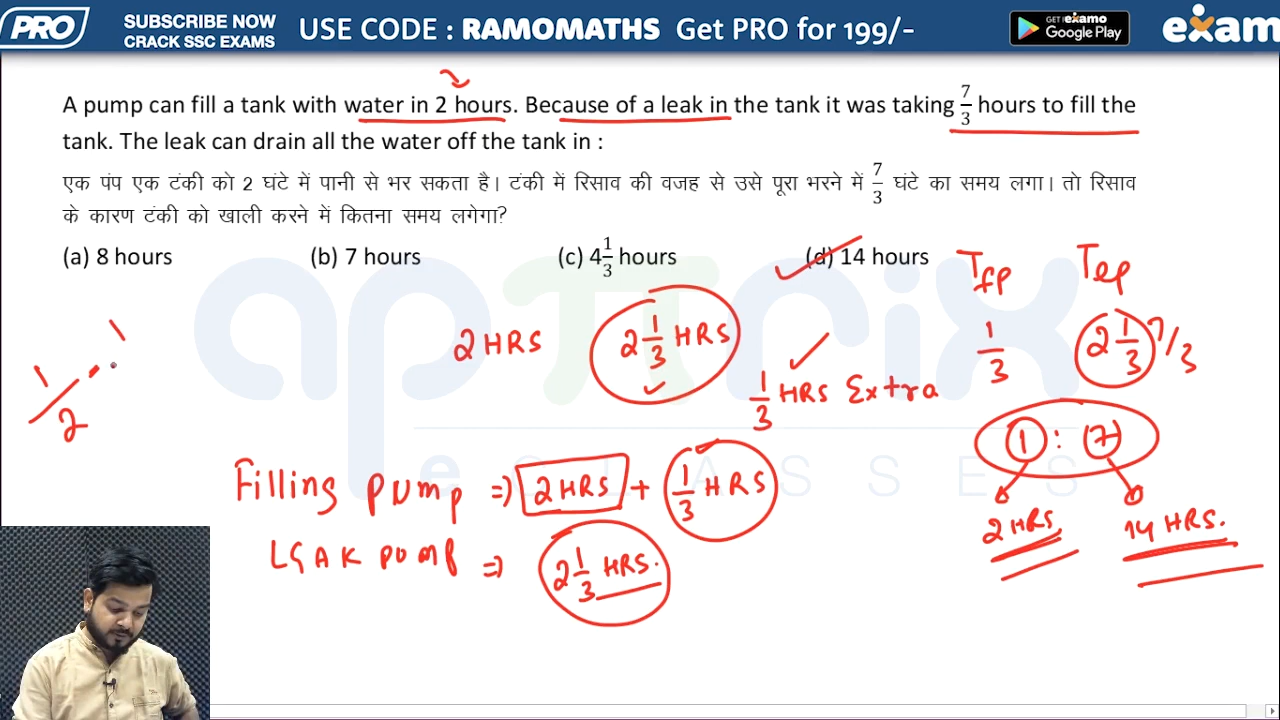 PRO
SUBSCRIBE NOW
CRACK SSC EXAMS
USE CODE : RAMOMATHS Get PRO for 199/-
GET IT ON examo
Google Play
exam
A pump can fill a tank with water in 2 hours. Because of a leak in the tank it was taking 7/3 hours to fill the
tank. The leak can drain all the water off the tank in :
एक पंप एक टंकी को 2 घंटे में पानी से भर सकता है। टंकी में रिसाव की वजह से उसे पूरा भरने में 7/3 घंटे का समय लगा। तो रिसाव
के कारण टंकी को खाली करने में कितना समय लगेगा?
(a) 8 hours (b) 7 hours (c) 4 1/3 hours (d) 14 hours
Tfp Tep
2 HRS 2 1/3 HRS
1/3 2 1/3 7/3
1/3 HRS Extra
1/2 - 1
1 : 7
Filling pump => 2 HRS + 1/3 HRS
2 HRS. 14 HRS.
LEAK PUMP => 2 1/3 HRS.
apπrix
e CLASSES